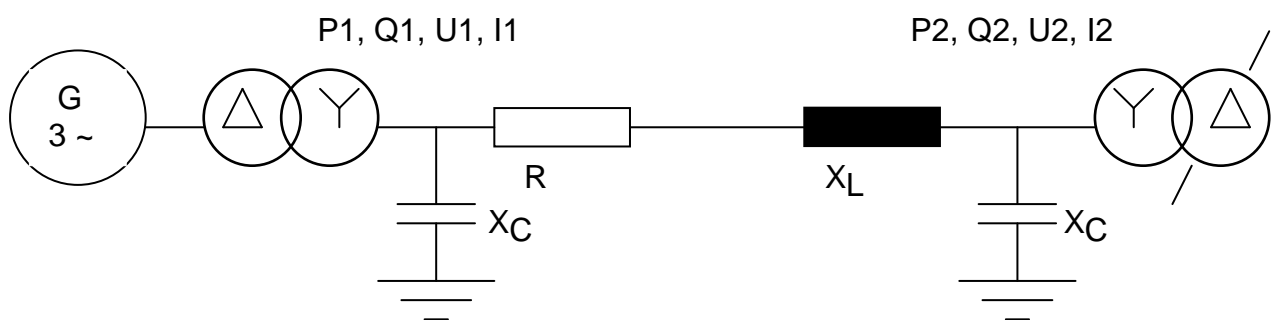 P1, Q1, U1, I1
P2, Q2, U2, I2
G
3 ~
R
XL
XC
XC